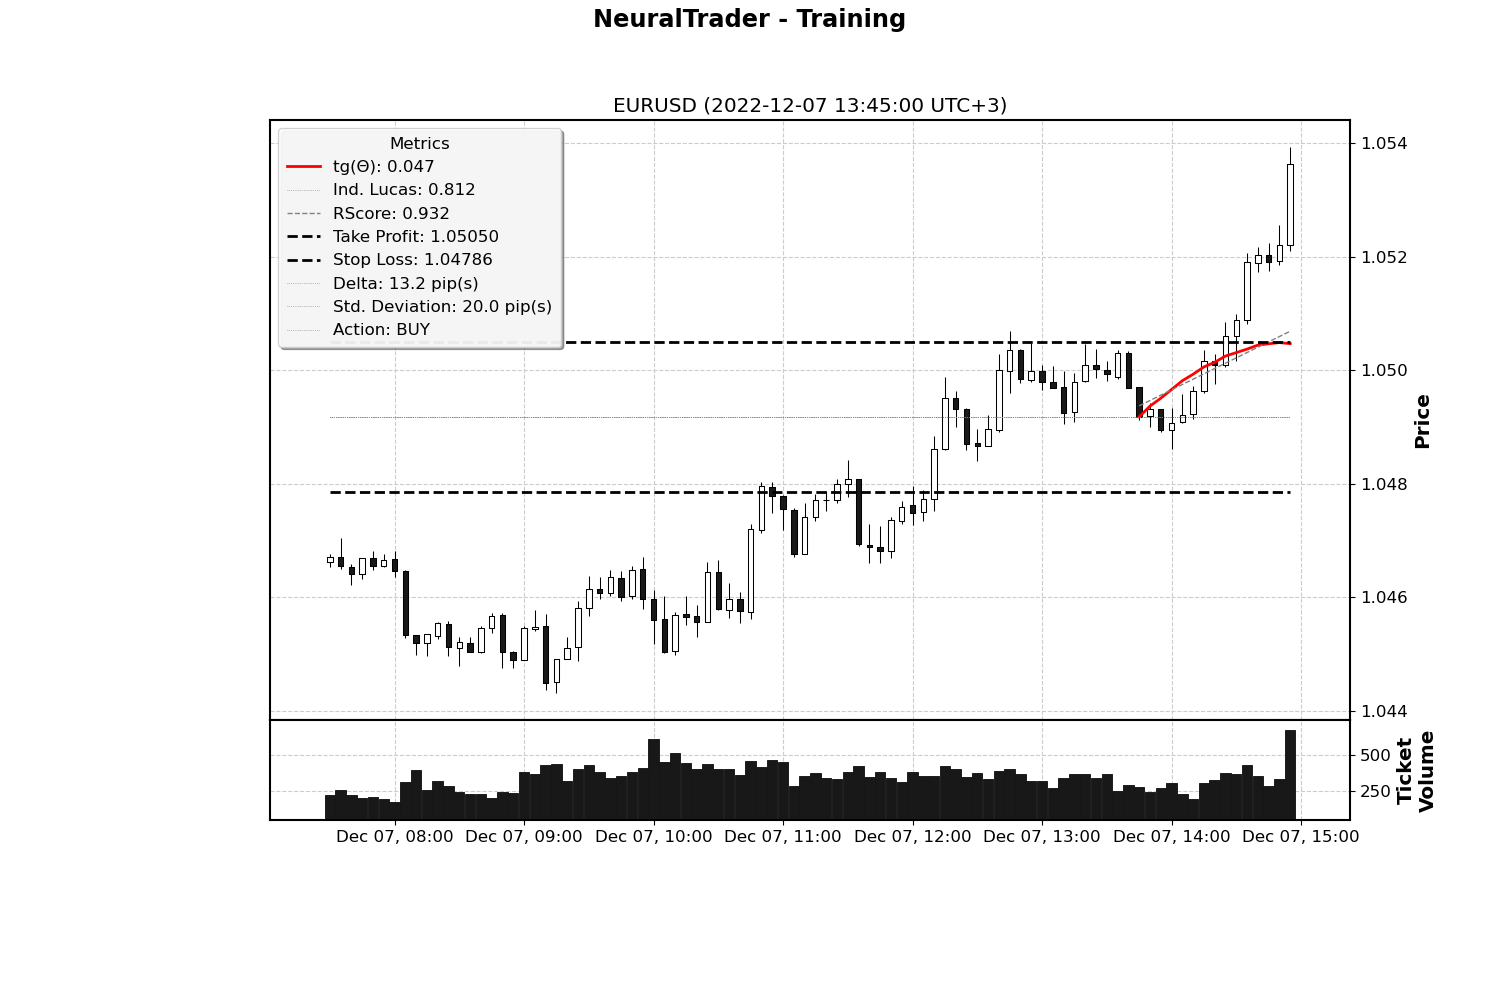 NeuralTrader - Training
EURUSD (2022-12-07 13:45:00 UTC+3)
Metrics
tg(Θ): 0.047
Ind. Lucas: 0.812
RScore: 0.932
Take Profit: 1.05050
Stop Loss: 1.04786
Delta: 13.2 pip(s)
Std. Deviation: 20.0 pip(s)
Action: BUY
1.054
1.052
1.050
1.048
1.046
1.044
Price
500
250
Ticket
Volume
Dec 07, 08:00
Dec 07, 09:00
Dec 07, 10:00
Dec 07, 11:00
Dec 07, 12:00
Dec 07, 13:00
Dec 07, 14:00
Dec 07, 15:00